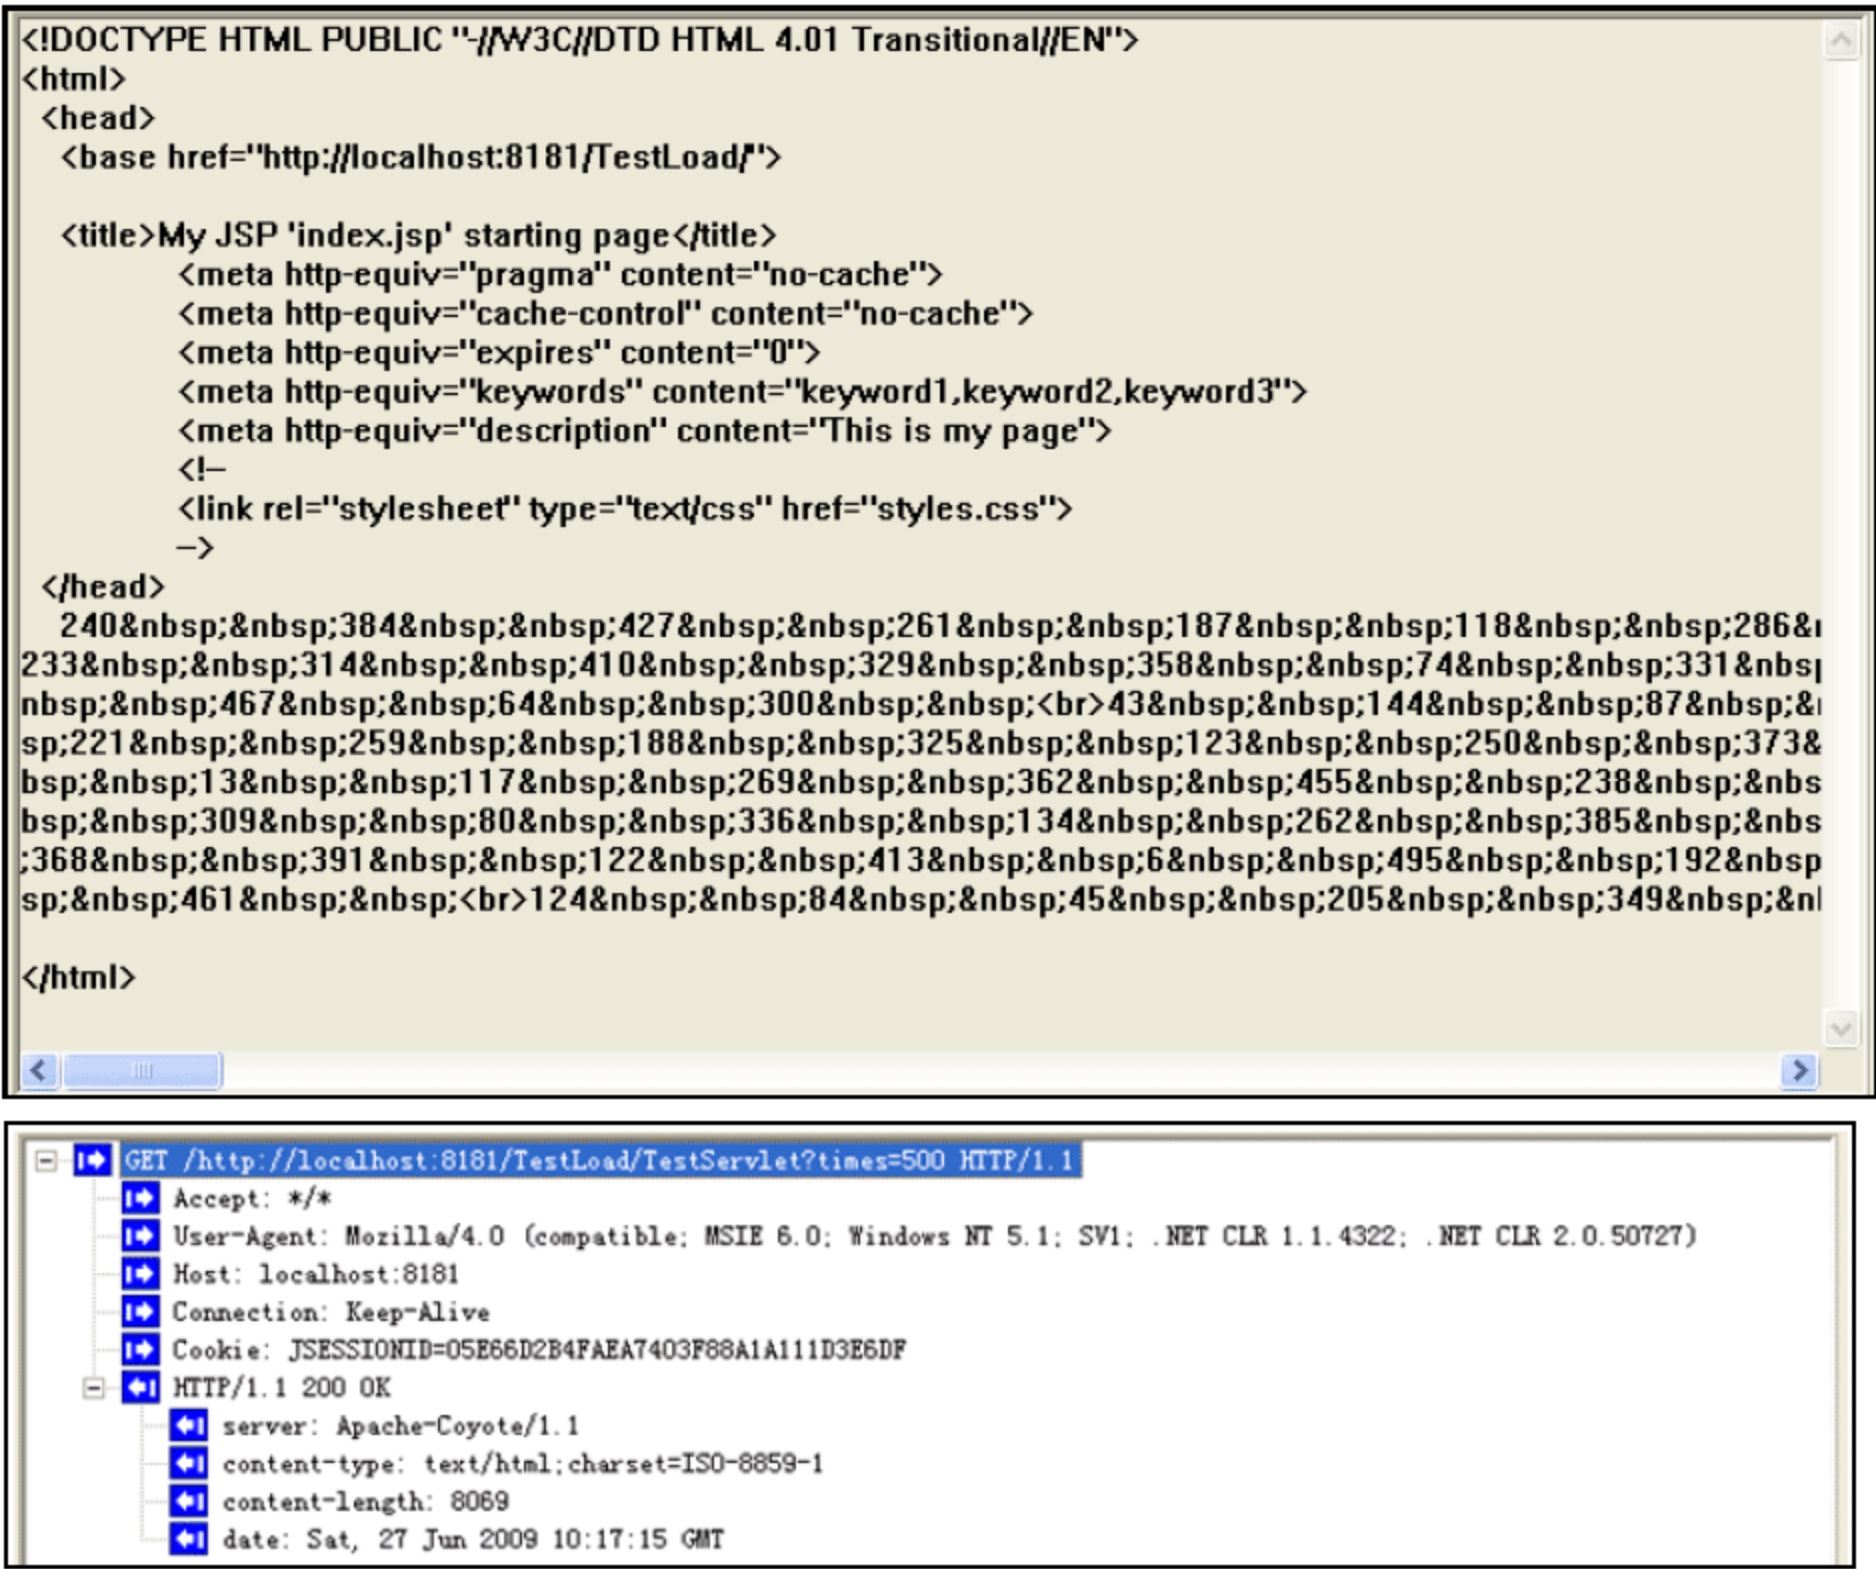 <!DOCTYPE HTML PUBLIC "-//W3C//DTD HTML 4.01 Transitional//EN">
<html>
<head>
<base href="http://localhost:8181/TestLoad/">
<title>My JSP 'index.jsp' starting page</title>
<meta http-equiv="pragma" content="no-cache">
<meta http-equiv="cache-control" content="no-cache">
<meta http-equiv="expires" content="0">
<meta http-equiv="keywords" content="keyword1,keyword2,keyword3">
<meta http-equiv="description" content="This is my page">
<!--
<link rel="stylesheet" type="text/css" href="styles.css">
-->
</head>
240&nbsp;&nbsp;384&nbsp;&nbsp;427&nbsp;&nbsp;261&nbsp;&nbsp;187&nbsp;&nbsp;118&nbsp;&nbsp;286&
233&nbsp;&nbsp;314&nbsp;&nbsp;410&nbsp;&nbsp;329&nbsp;&nbsp;358&nbsp;&nbsp;74&nbsp;&nbsp;331&nbsp
nbsp;&nbsp;467&nbsp;&nbsp;64&nbsp;&nbsp;300&nbsp;&nbsp;<br>43&nbsp;&nbsp;144&nbsp;&nbsp;87&nbsp;&
sp;221&nbsp;&nbsp;259&nbsp;&nbsp;188&nbsp;&nbsp;325&nbsp;&nbsp;123&nbsp;&nbsp;250&nbsp;&nbsp;373&
bsp;&nbsp;13&nbsp;&nbsp;117&nbsp;&nbsp;269&nbsp;&nbsp;362&nbsp;&nbsp;455&nbsp;&nbsp;238&nbsp;&nbs
bsp;&nbsp;309&nbsp;&nbsp;80&nbsp;&nbsp;336&nbsp;&nbsp;134&nbsp;&nbsp;262&nbsp;&nbsp;385&nbsp;&nbs
;368&nbsp;&nbsp;391&nbsp;&nbsp;122&nbsp;&nbsp;413&nbsp;&nbsp;6&nbsp;&nbsp;495&nbsp;&nbsp;192&nbsp
sp;&nbsp;461&nbsp;&nbsp;<br>124&nbsp;&nbsp;84&nbsp;&nbsp;45&nbsp;&nbsp;205&nbsp;&nbsp;349&nbsp;&n
</html>
GET /http://localhost:8181/TestLoad/TestServlet?times=500 HTTP/1.1
Accept: */*
User-Agent: Mozilla/4.0 (compatible; MSIE 6.0; Windows NT 5.1; SV1; .NET CLR 1.1.4322; .NET CLR 2.0.50727)
Host: localhost:8181
Connection: Keep-Alive
Cookie: JSESSIONID=05E66D2B4FAEA7403F88A1A111D3E6DF
HTTP/1.1 200 OK
server: Apache-Coyote/1.1
content-type: text/html;charset=ISO-8859-1
content-length: 8069
date: Sat, 27 Jun 2009 10:17:15 GMT